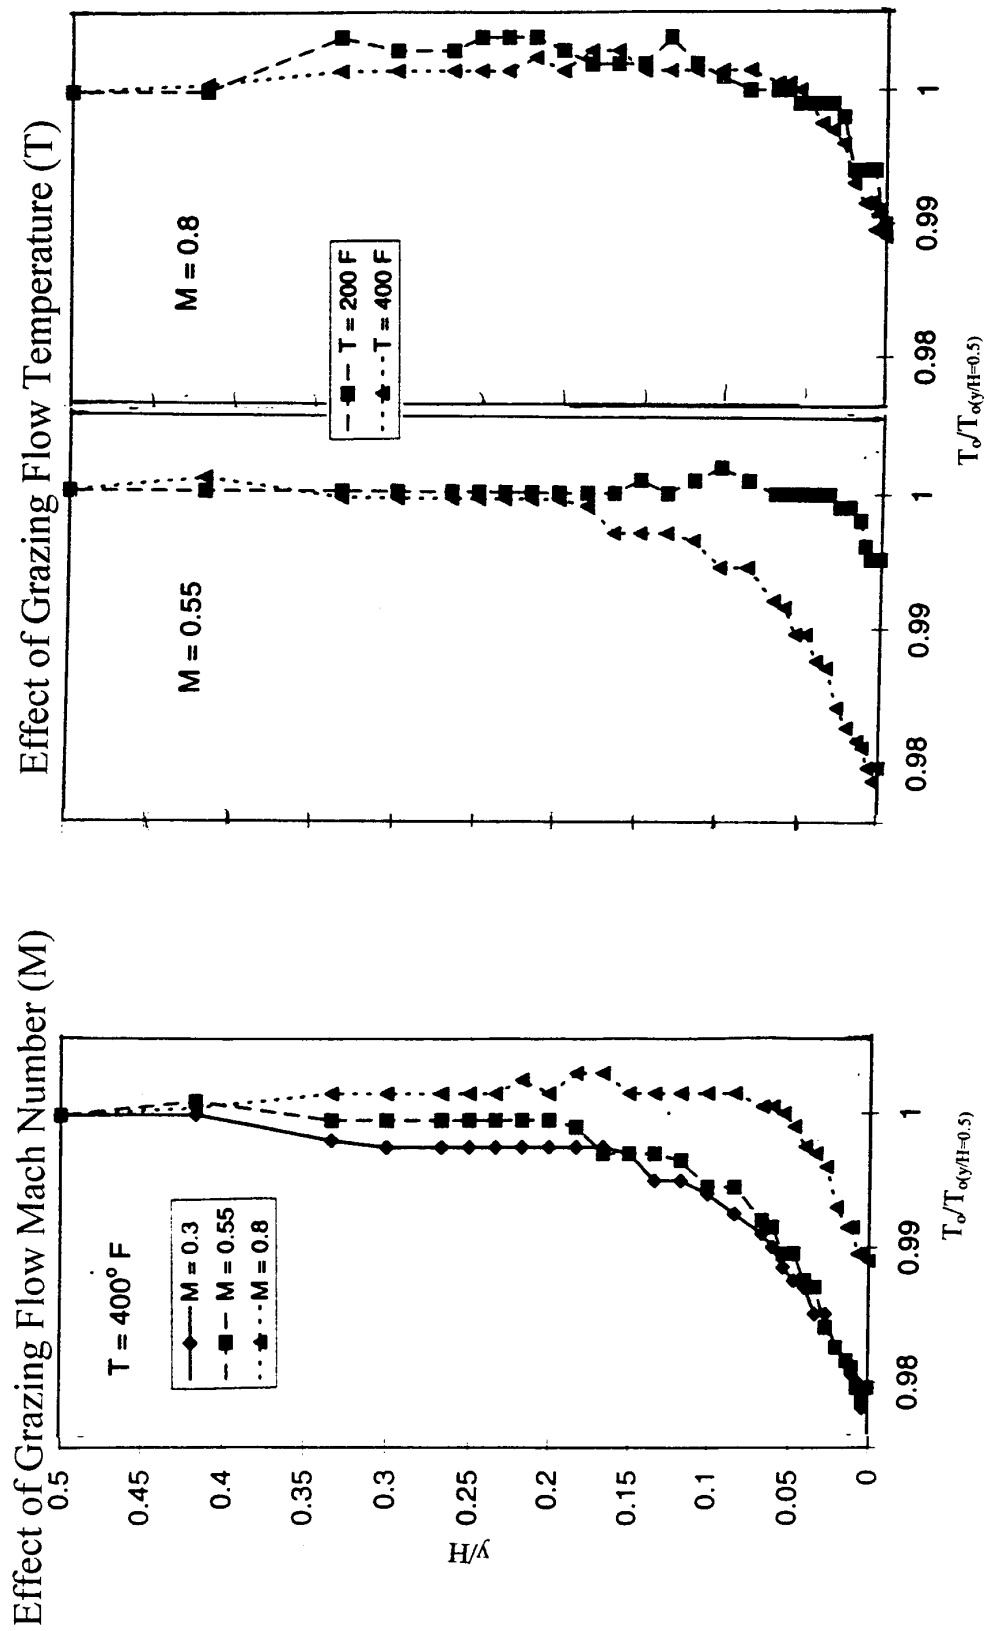 Effect of Grazing Flow Mach Number (M)
T = 400° F
M = 0.3
M = 0.55
M = 0.8
y/H
0.5
0.45
0.4
0.35
0.3
0.25
0.2
0.15
0.1
0.05
0
0.98
0.99
1
To/To(y/H=0.5)
Effect of Grazing Flow Temperature (T)
M = 0.55
M = 0.8
T = 200 F
T = 400 F
0.98
0.99
1
0.98
0.99
1
To/To(y/H=0.5)